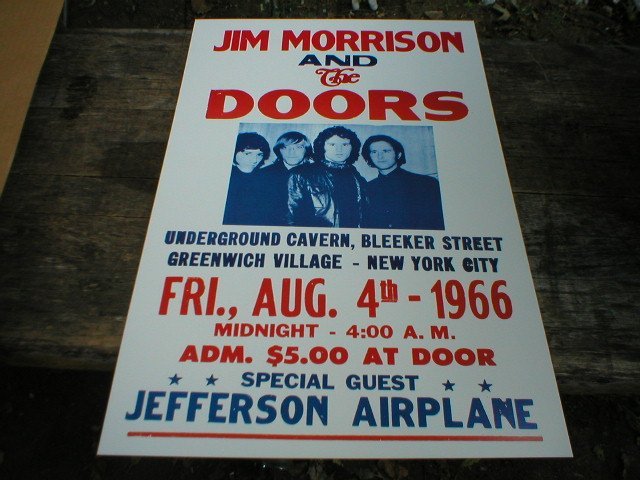 JIM MORRISON
AND
The
DOORS
UNDERGROUND CAVERN, BLEEKER STREET
GREENWICH VILLAGE - NEW YORK CITY
FRI., AUG. 4th - 1966
MIDNIGHT - 4:00 A. M.
ADM. $5.00 AT DOOR
SPECIAL GUEST
JEFFERSON AIRPLANE